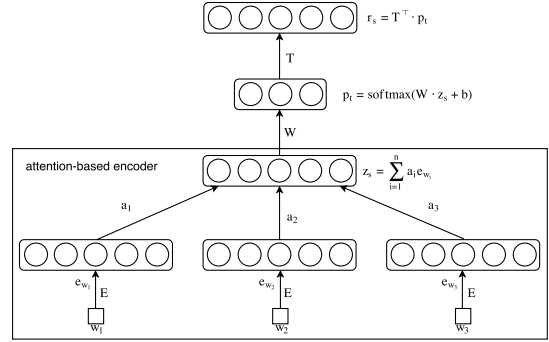 r_s = T^⊤ · p_t
T
p_t = softmax(W · z_s + b)
W
attention-based encoder
z_s = ∑_{i=1}^{n} a_i e_{w_i}
a_1
a_2
a_3
e_{w_1} E
e_{w_2} E
e_{w_3} E
w_1
w_2
w_3